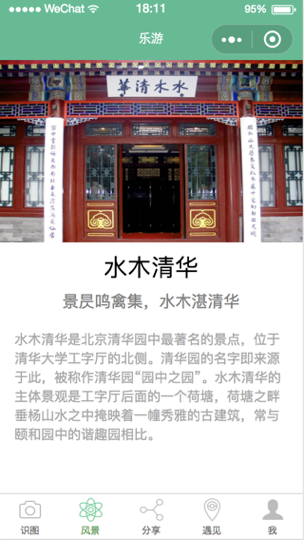 WeChat
18:11
95%
乐游
華清木水
水木清华
景昃鸣禽集，水木湛清华
水木清华是北京清华园中最著名的景点，位于
清华大学工字厅的北侧。清华园的名字即来源
于此，被称作清华园“园中之园”。水木清华的
主体景观是工字厅后面的一个荷塘，荷塘之畔
垂杨山水之中掩映着一幢秀雅的古建筑，常与
颐和园中的谐趣园相比。
识图
风景
分享
遇见
我